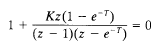 1 + Kz(1 − e^{−T}) / ((z − 1)(z − e^{−T})) = 0